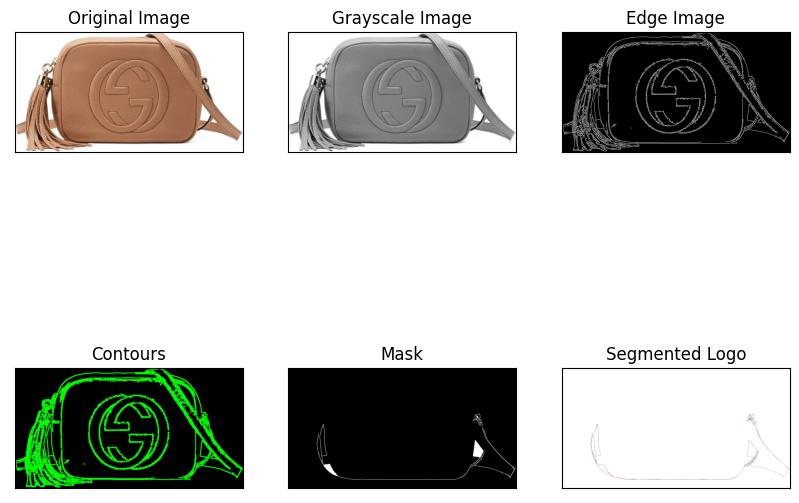 Original Image
Grayscale Image
Edge Image
Contours
Mask
Segmented Logo